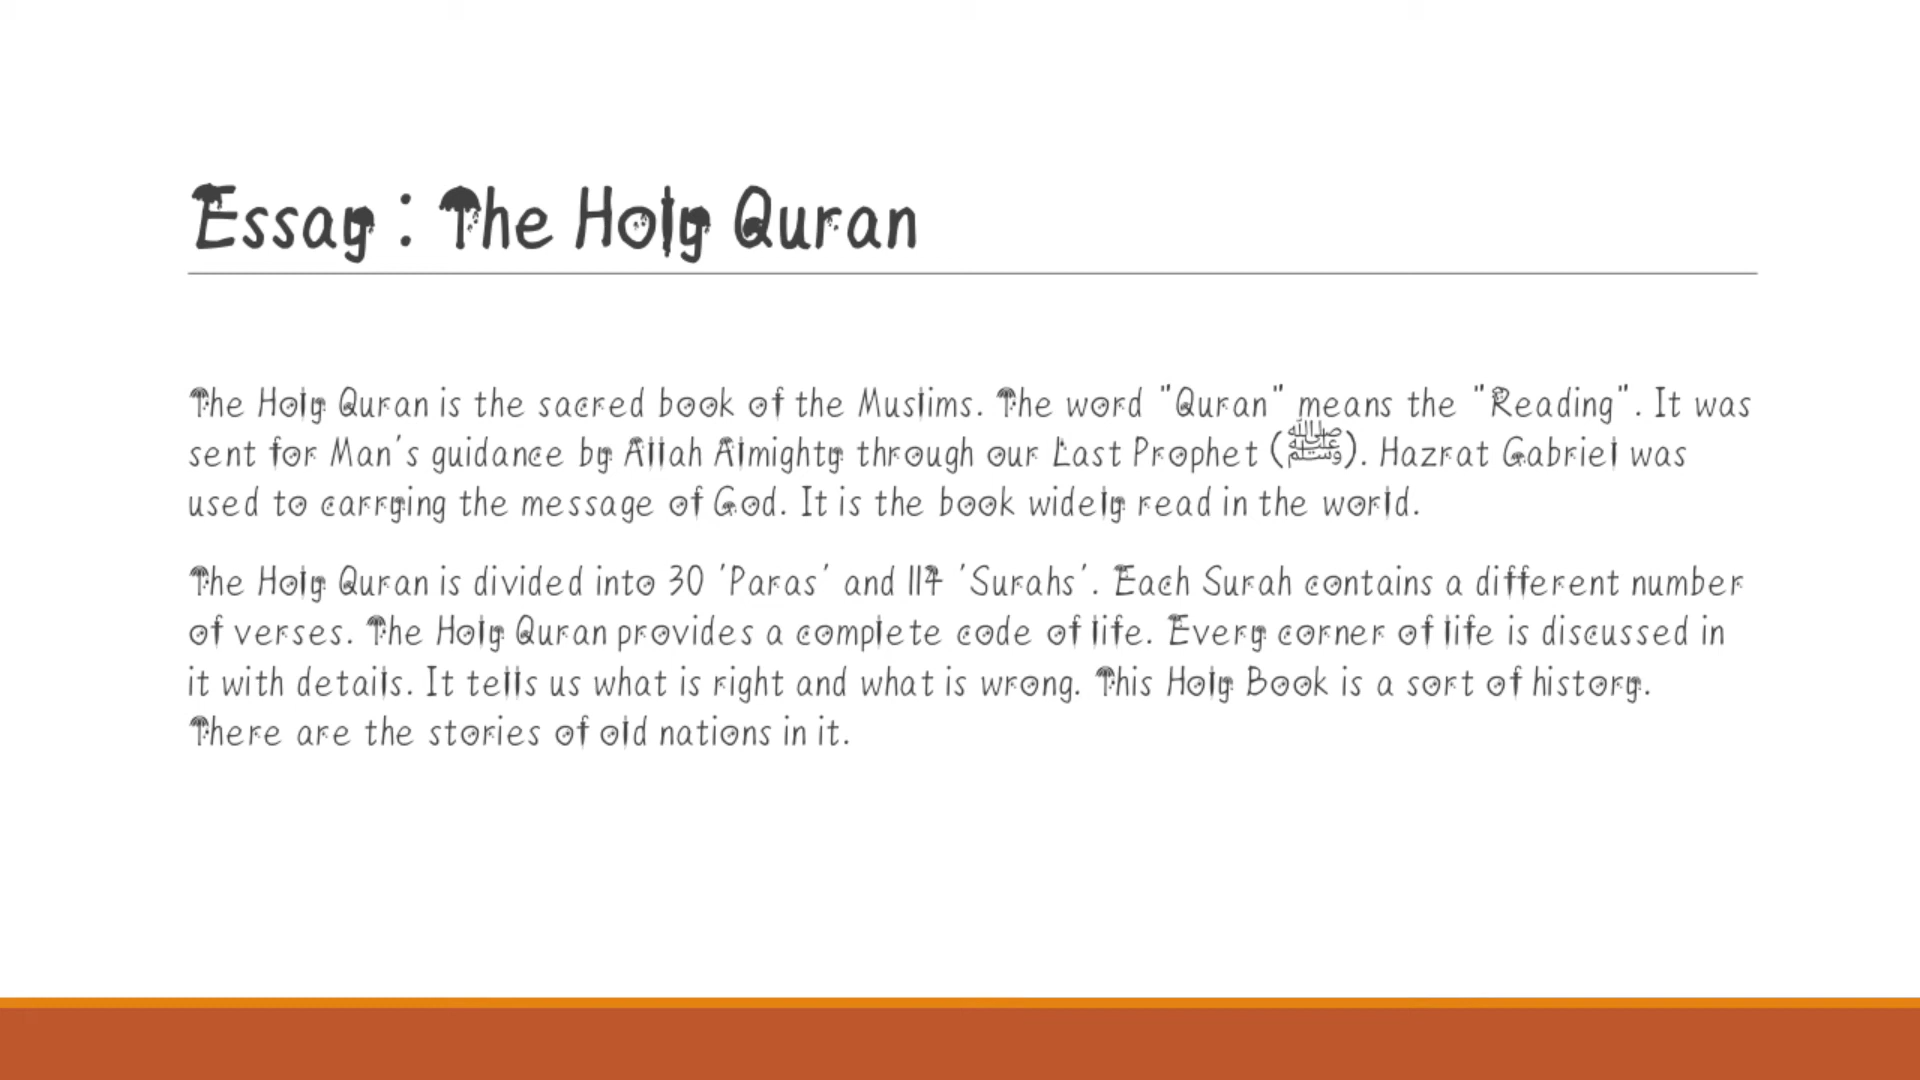 Essay : The Holy Quran
The Holy Quran is the sacred book of the Muslims. The word "Quran" means the "Reading". It was
sent for Man's guidance by Allah Almighty through our Last Prophet (ﷺ). Hazrat Gabriel was
used to carrying the message of God. It is the book widely read in the world.
The Holy Quran is divided into 30 'Paras' and 114 'Surahs'. Each Surah contains a different number
of verses. The Holy Quran provides a complete code of life. Every corner of life is discussed in
it with details. It tells us what is right and what is wrong. This Holy Book is a sort of history.
There are the stories of old nations in it.